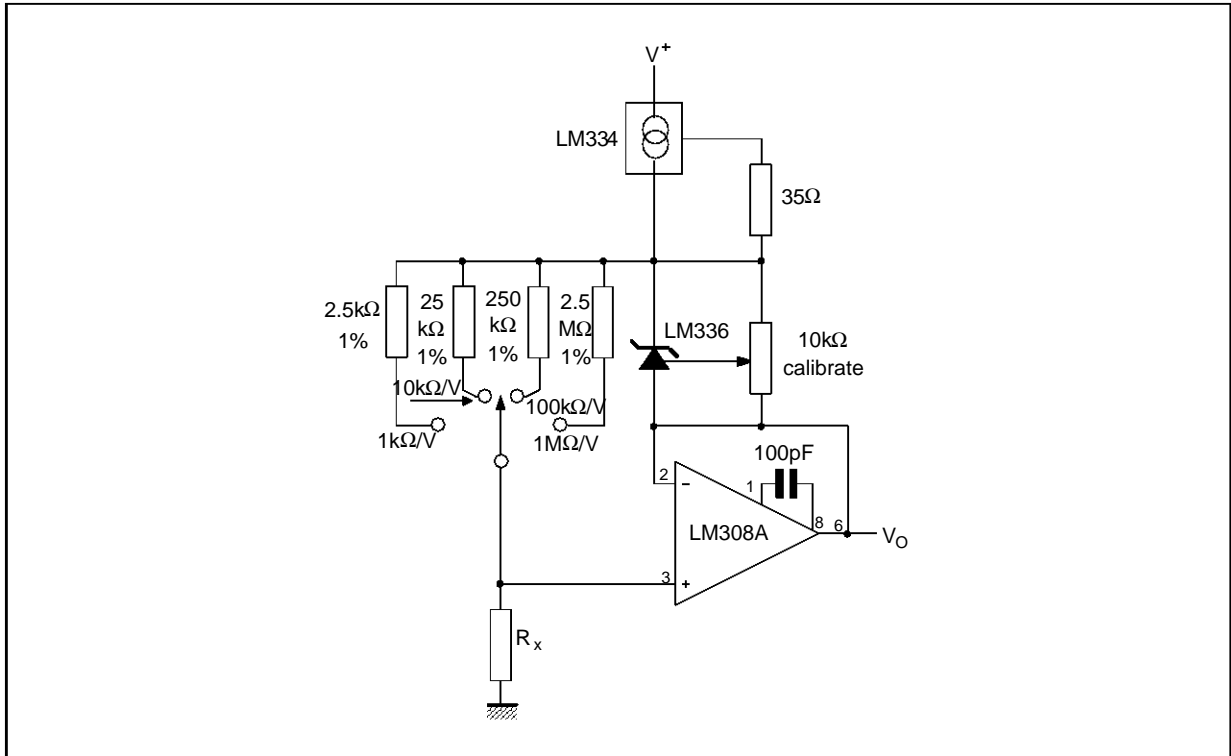 V+
LM334
35Ω
2.5kΩ
1%
25
kΩ
1%
250
kΩ
1%
2.5
MΩ
1%
LM336
10kΩ
calibrate
10kΩ/V
100kΩ/V
1kΩ/V
1MΩ/V
100pF
2
-
1
8
6
LM308A
VO
3
+
Rx